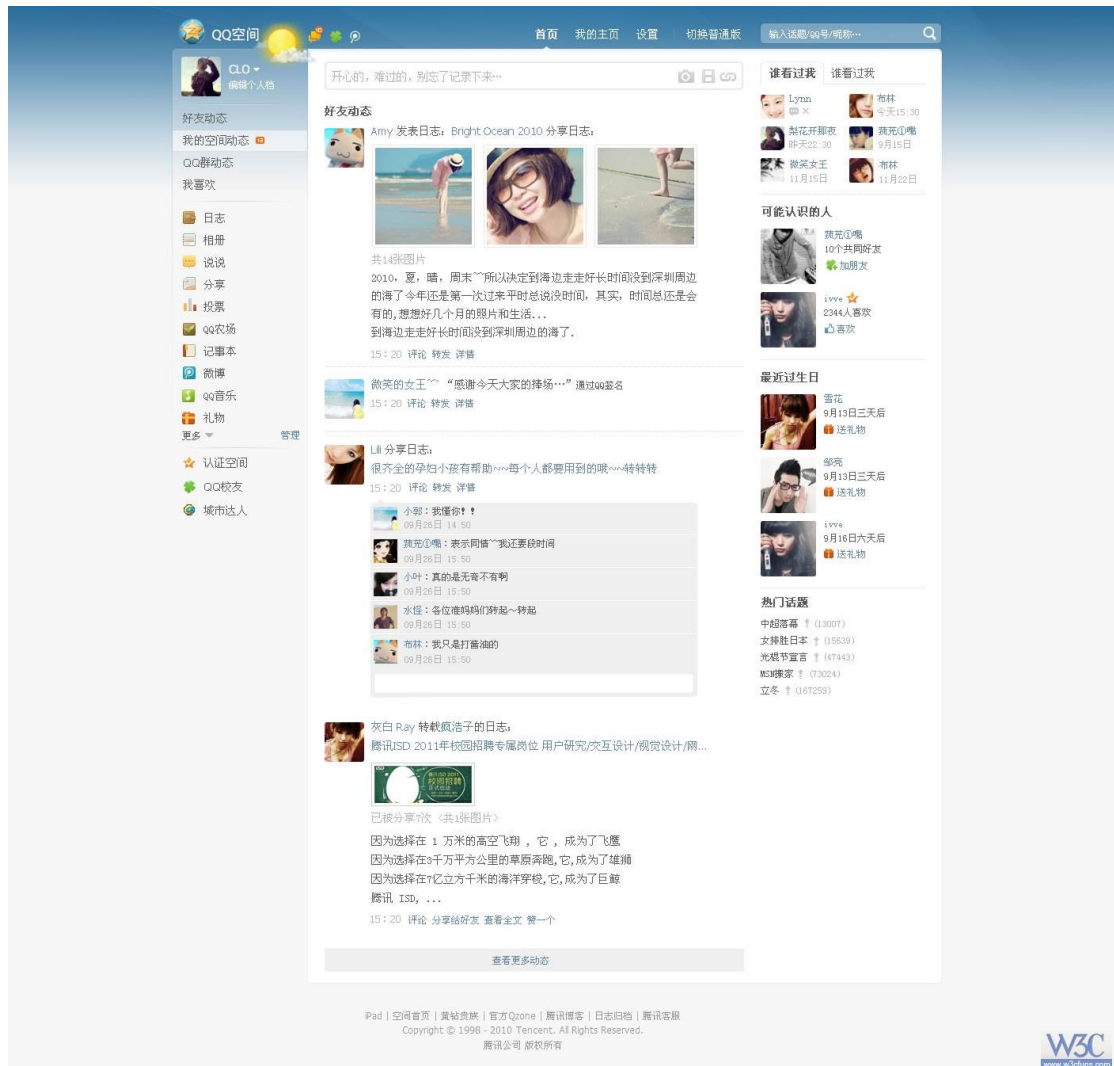 QQ空间
首页 我的主页 设置 切换普通版
输入话题/QQ号/昵称…
CLO
编辑个人档
好友动态
我的空间动态
QQ群动态
我喜欢
日志
相册
说说
分享
投票
QQ农场
记事本
微博
QQ音乐
礼物
更多 管理
认证空间
QQ校友
城市达人
开心的，难过的，别忘了记录下来…
好友动态
Amy 发表日志：Bright Ocean 2010 分享日志：
共14张图片
2010，夏，晴，周末^^所以决定到海边走走好长时间没到深圳周边
的海了今年还是第一次过来平时总说没时间，其实，时间总还是会
有的,想想好几个月的照片和生活...
到海边走走好长时间没到深圳周边的海了.
15：20 评论 转发 详情
微笑的女王^^ “感谢今天大家的捧场…” 通过QQ签名
15：20 评论 转发 详情
Lili 分享日志：
很齐全的孕妇小孩有帮助~~每个人都要用到的哦~~转转转
15：20 评论 转发 详情
小郭：我懂你！！
09月26日 14:50
：表示同情^^我还要段时间
09月26日 15:50
小叶：真的是无奇不有啊
09月26日 15:50
水怪：各位准妈妈们转起~转起
09月26日 15:50
布林：我只是打酱油的
09月26日 15:50
灰白 Ray 转载疯浩子的日志：
腾讯ISD 2011年校园招聘专属岗位 用户研究/交互设计/视觉设计/网...
腾讯ISD 2011
校园招聘
已被分享7次 〈共1张图片〉
因为选择在 1 万米的高空飞翔 ，它 ，成为了飞鹰
因为选择在3千万平方公里的草原奔跑,它,成为了雄狮
因为选择在7亿立方千米的海洋穿梭,它,成为了巨鲸
腾讯 ISD, ...
15：20 评论 分享给好友 查看全文 赞一个
查看更多动态
谁看过我 谁看过我
Lynn
布林
今天15:30
梨花开那夜
昨天22:30
9月15日
微笑女王
11月15日
布林
11月22日
可能认识的人
10个共同好友
加朋友
ivve
2344人喜欢
喜欢
最近过生日
雪花
9月13日三天后
送礼物
邹亮
9月13日三天后
送礼物
ivve
9月16日六天后
送礼物
热门话题
中超落幕 ↑ (13007)
女排胜日本 ↑ (15639)
光棍节宣言 ↑ (47443)
MSN搬家 ↑ (73024)
立冬 ↑ (167259)
iPad | 空间首页 | 黄钻贵族 | 官方Qzone | 腾讯博客 | 日志归档 | 腾讯客服
Copyright © 1998 - 2010 Tencent. All Rights Reserved.
腾讯公司 版权所有
W3C
www.w3cfuns.com